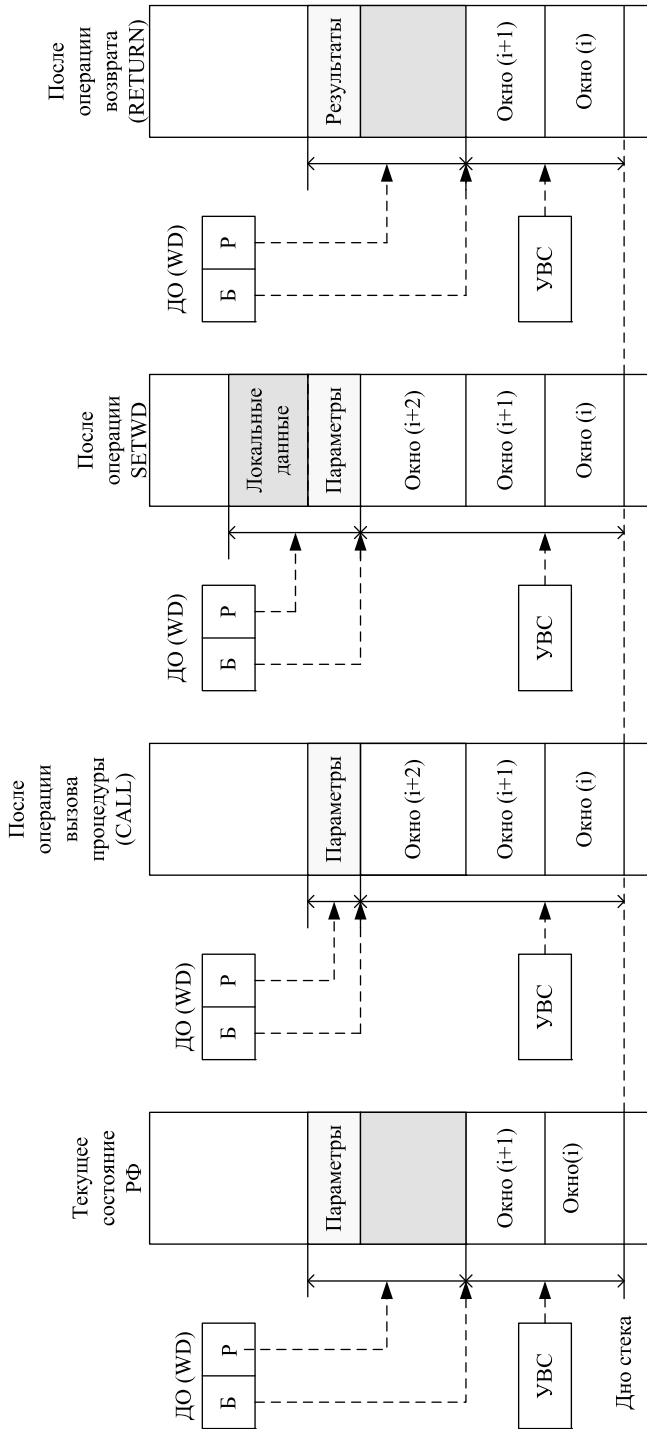 Текущее
состояние
РФ
ДО (WD)
Б
Р
УВС
Параметры
Окно (i+1)
Окно(i)
Дно стека
После
операции
вызова
процедуры
(CALL)
ДО (WD)
Б
Р
УВС
Параметры
Окно (i+2)
Окно (i+1)
Окно (i)
После
операции
SETWD
ДО (WD)
Б
Р
УВС
Локальные
данные
Параметры
Окно (i+2)
Окно (i+1)
Окно (i)
После
операции
возврата
(RETURN)
ДО (WD)
Б
Р
УВС
Результаты
Окно (i+1)
Окно (i)